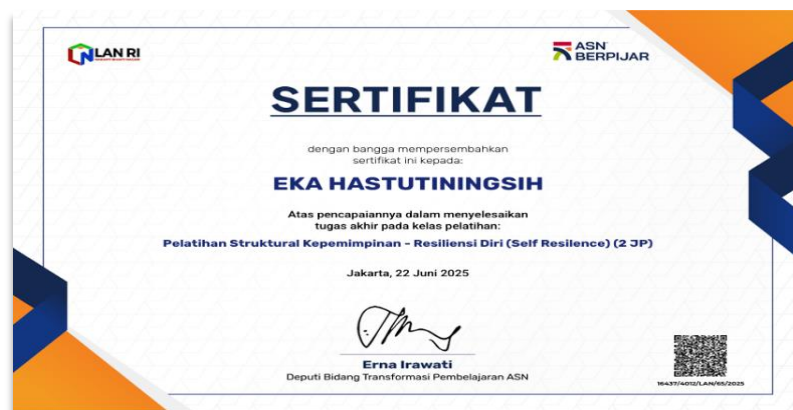 LAN RI
ASN
BERPIJAR
SERTIFIKAT
dengan bangga mempersembahkan
sertifikat ini kepada:
EKA HASTUTININGSIH
Atas pencapaiannya dalam menyelesaikan
tugas akhir pada kelas pelatihan:
Pelatihan Struktural Kepemimpinan - Resiliensi Diri (Self Resilence) (2 JP)
Jakarta, 22 Juni 2025
Erna Irawati
Deputi Bidang Transformasi Pembelajaran ASN
16437/4012/LAN/65/2025